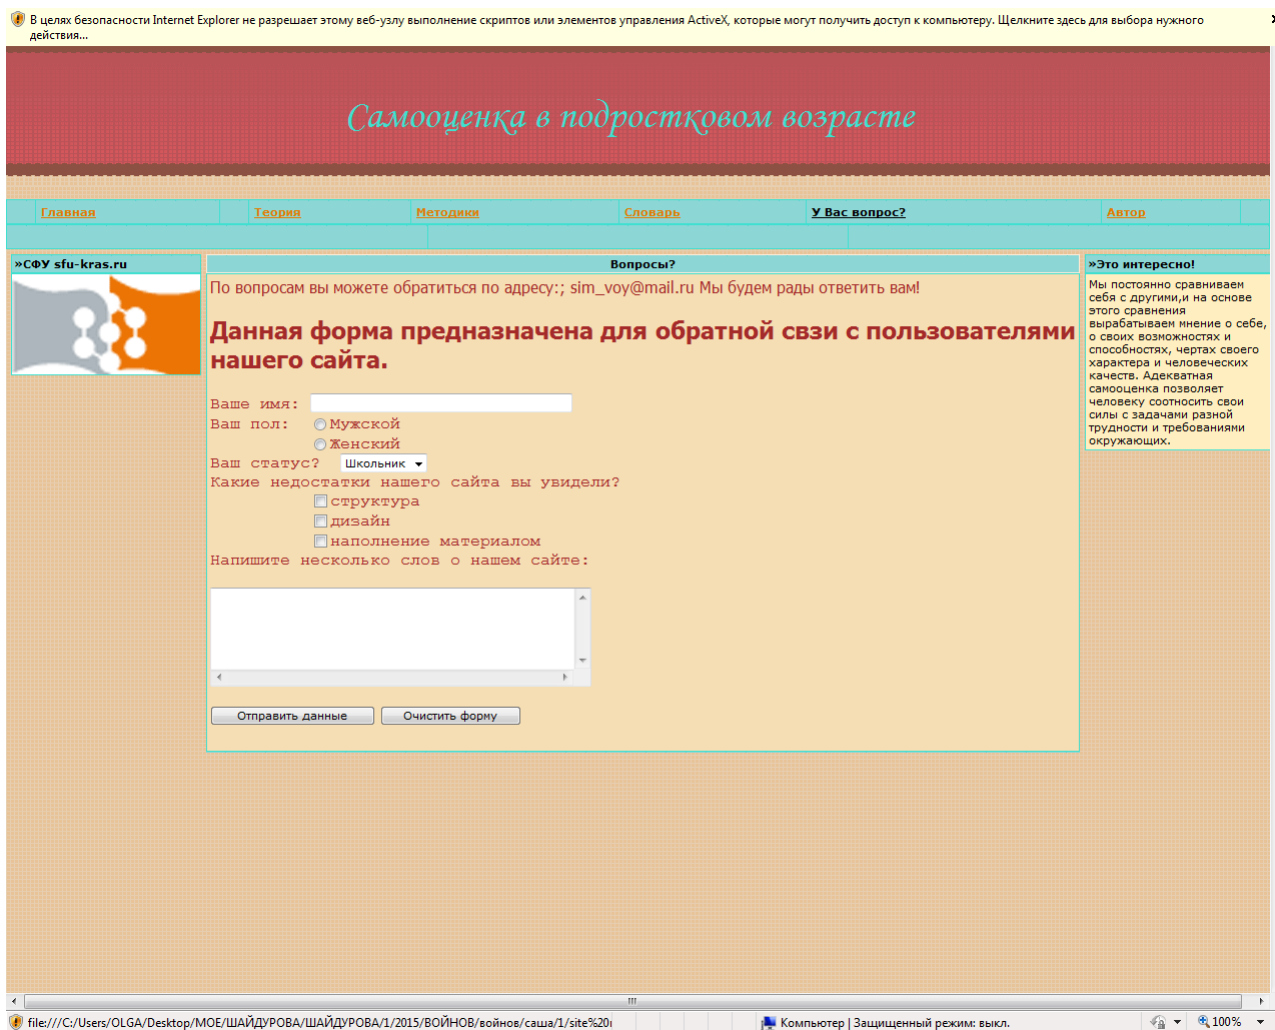 В целях безопасности Internet Explorer не разрешает этому веб-узлу выполнение скриптов или элементов управления ActiveX, которые могут получить доступ к компьютеру. Щелкните здесь для выбора нужного
действия...
Самооценка в подростковом возрасте
Главная Теория Методики Словарь У Вас вопрос? Автор
»СФУ sfu-kras.ru
Вопросы?
По вопросам вы можете обратиться по адресу:; sim_voy@mail.ru Мы будем рады ответить вам!
Данная форма предназначена для обратной свзи с пользователями
нашего сайта.
Ваше имя:
Ваш пол: Мужской
Женский
Ваш статус? Школьник
Какие недостатки нашего сайта вы увидели?
структура
дизайн
наполнение материалом
Напишите несколько слов о нашем сайте:
Отправить данные Очистить форму
»Это интересно!
Мы постоянно сравниваем
себя с другими,и на основе
этого сравнения
вырабатываем мнение о себе,
о своих возможностях и
способностях, чертах своего
характера и человеческих
качеств. Адекватная
самооценка позволяет
человеку соотносить свои
силы с задачами разной
трудности и требованиями
окружающих.
file:///C:/Users/OLGA/Desktop/МОЕ/ШАЙДУРОВА/ШАЙДУРОВА/1/2015/ВОЙНОВ/войнов/саша/1/site%20 Компьютер | Защищенный режим: выкл. 100%